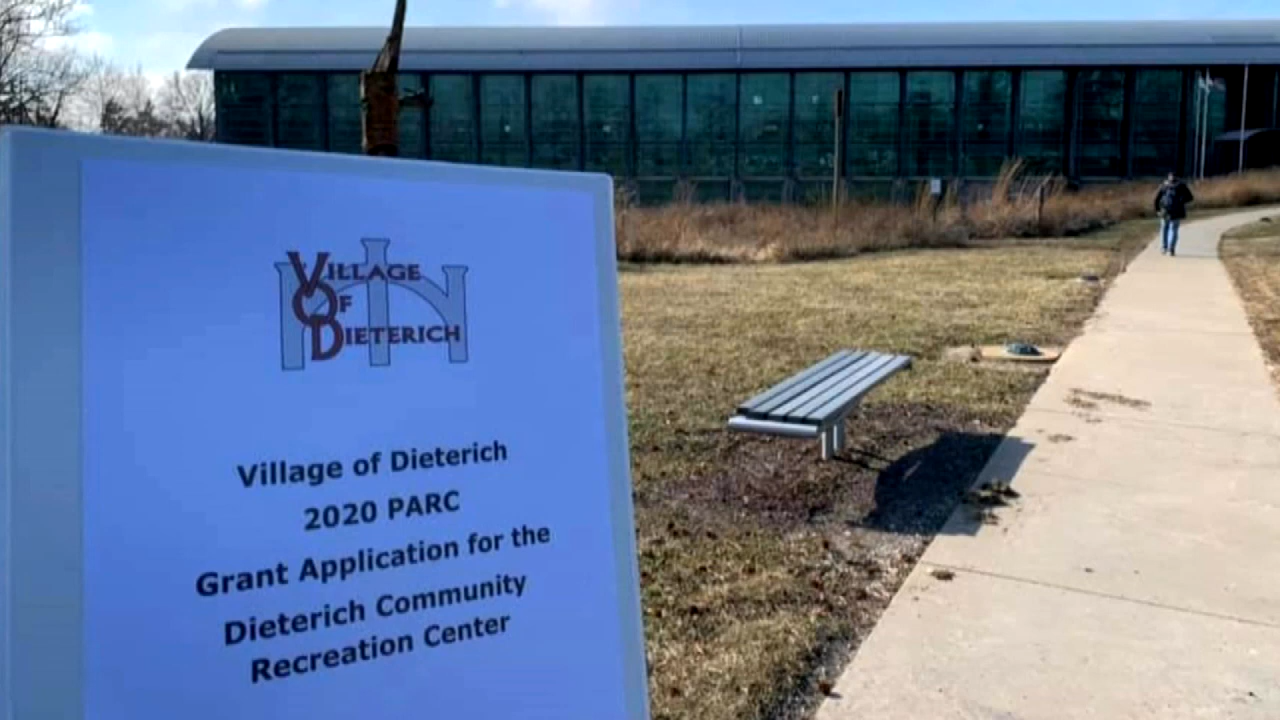 VILLAGE
OF
DIETERICH
Village of Dieterich
2020 PARC
Grant Application for the
Dieterich Community
Recreation Center